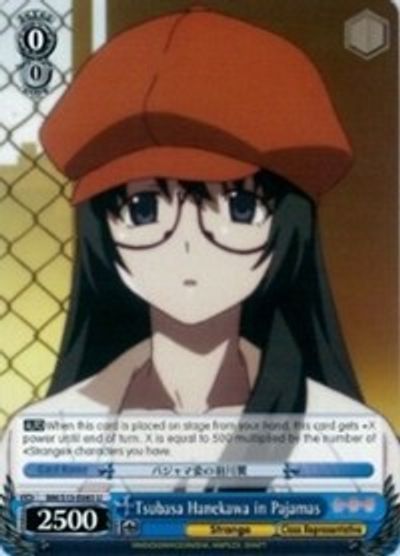 0
0
AUTO When this card is placed on stage from your hand, this card gets +X
power until end of turn. X is equal to 500 multiplied by the number of
«Strange» characters you have.
パジャマ姿の羽川翼
Tsubasa Hanekawa in Pajamas
2500
Strange
Class Representative